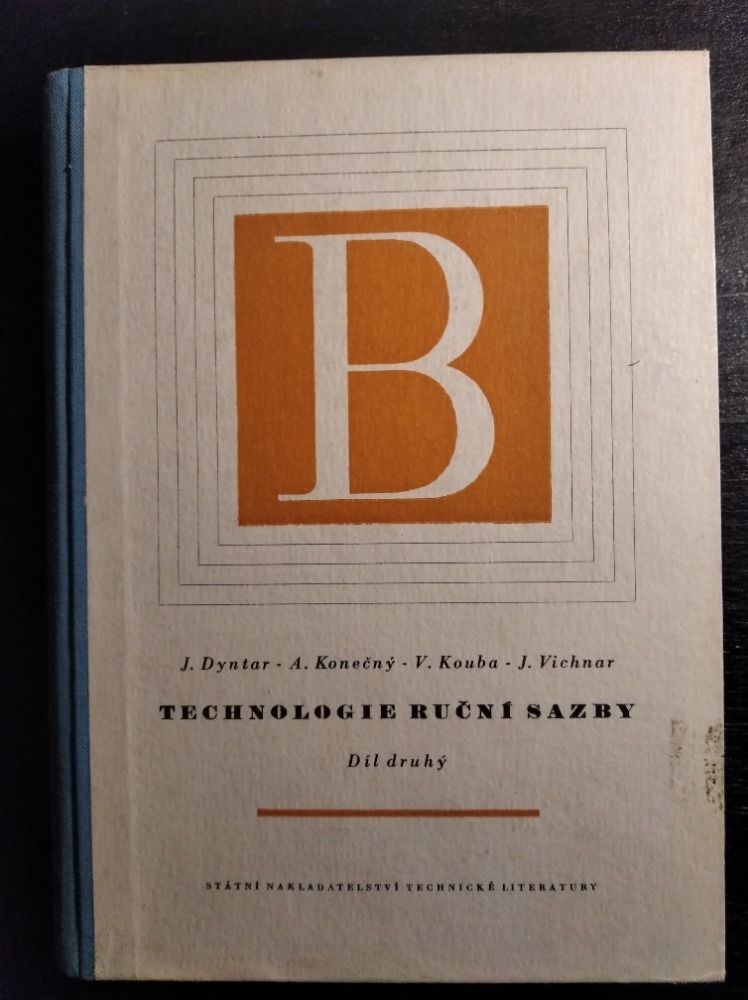 B
J. Dyntar - A. Konečný - V. Kouba - J. Vichnar
TECHNOLOGIE RUČNÍ SAZBY
Díl druhý
STÁTNÍ NAKLADATELSTVÍ TECHNICKÉ LITERATURY